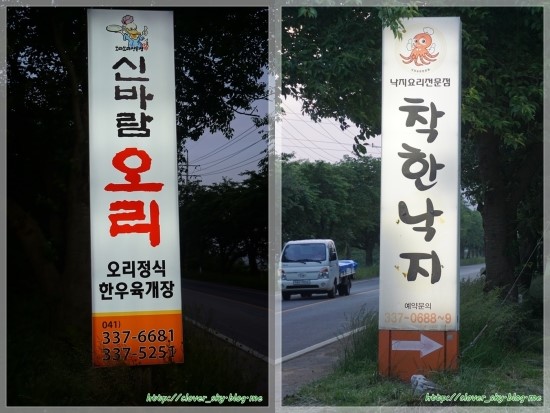 신바람
오리
오리정식
한우육개장
041)
337-6681
337-5251
http://clover_sky.blog.me
낙지요리전문점
착한낙지
예약문의
337-0688~9
http://clover_sky.blog.me